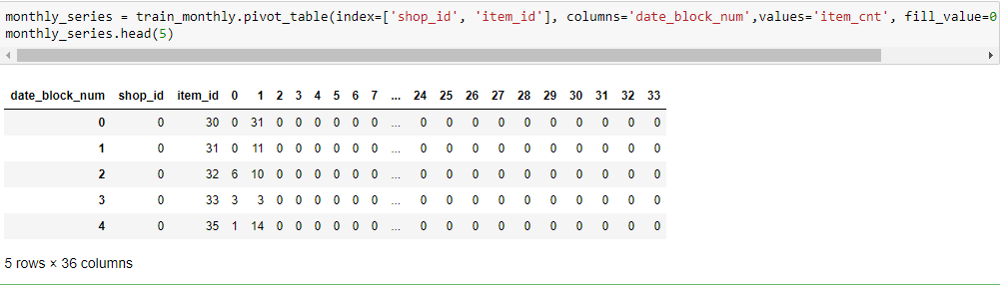 monthly_series = train_monthly.pivot_table(index=['shop_id', 'item_id'], columns='date_block_num',values='item_cnt', fill_value=0
monthly_series.head(5)
date_block_num shop_id item_id 0 1 2 3 4 5 6 7 ... 24 25 26 27 28 29 30 31 32 33
0 0 30 0 31 0 0 0 0 0 0 ... 0 0 0 0 0 0 0 0 0 0
1 0 31 0 11 0 0 0 0 0 0 ... 0 0 0 0 0 0 0 0 0 0
2 0 32 6 10 0 0 0 0 0 0 ... 0 0 0 0 0 0 0 0 0 0
3 0 33 3 3 0 0 0 0 0 0 ... 0 0 0 0 0 0 0 0 0 0
4 0 35 1 14 0 0 0 0 0 0 ... 0 0 0 0 0 0 0 0 0 0
5 rows × 36 columns